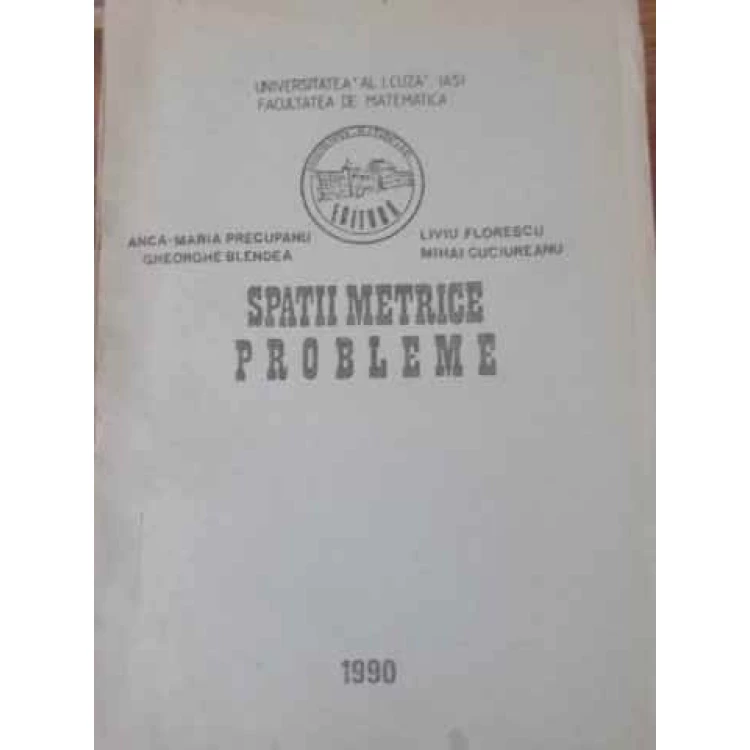 UNIVERSITATEA "AL.I.CUZA" IASI
FACULTATEA DE MATEMATICA
EDITURA
ANCA-MARIA PRECUPANU
GHEORGHE BLENDEA
LIVIU FLORESCU
MIHAI CUCIUREANU
SPATII METRICE
PROBLEME
1990